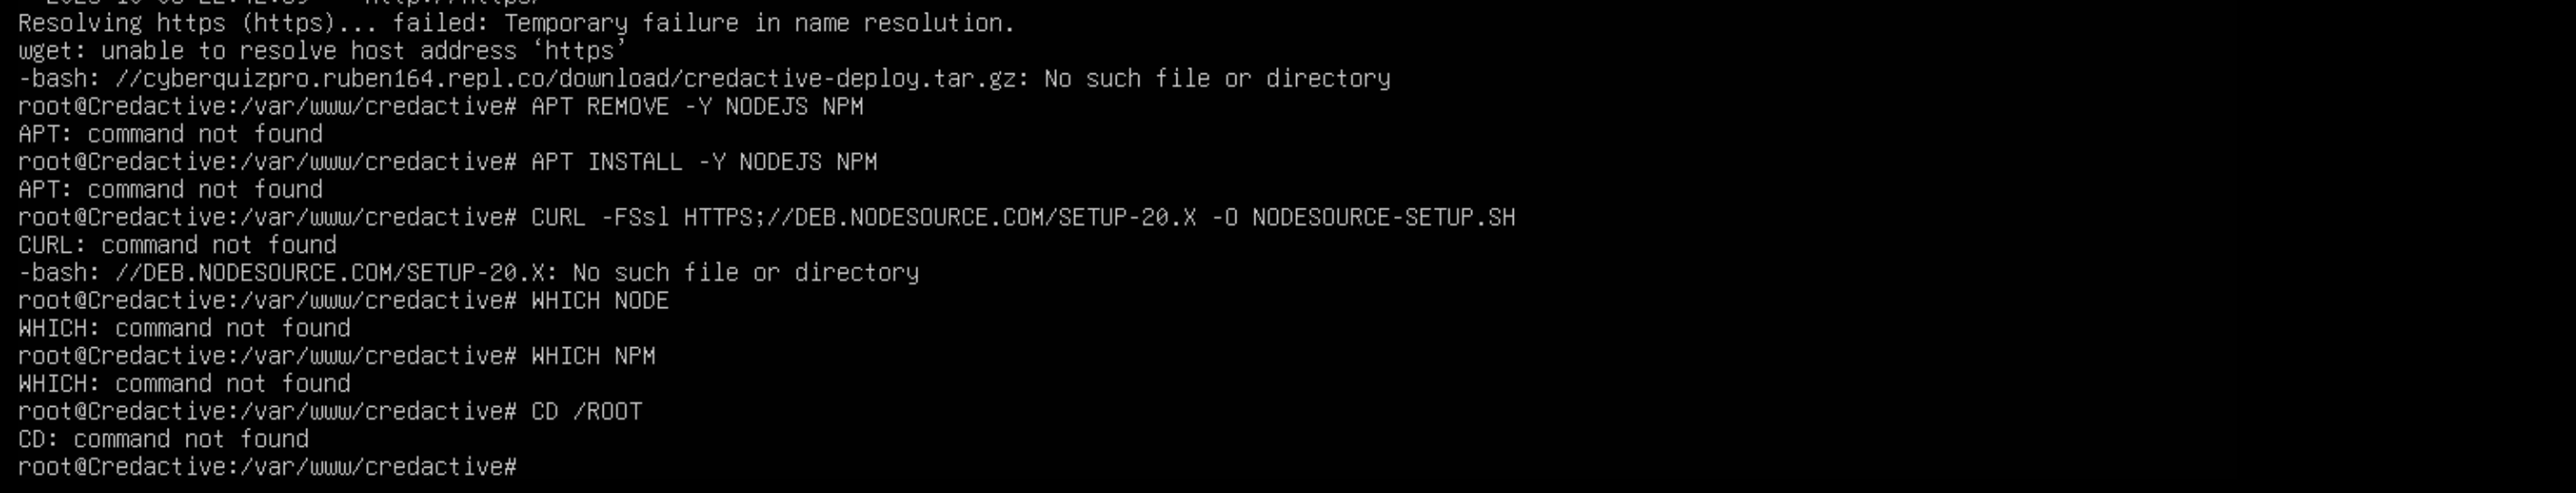 Resolving https (https)... failed: Temporary failure in name resolution.
wget: unable to resolve host address ‘https’
-bash: //cyberquizpro.ruben164.repl.co/download/credactive-deploy.tar.gz: No such file or directory
root@Credactive:/var/www/credactive# APT REMOVE -Y NODEJS NPM
APT: command not found
root@Credactive:/var/www/credactive# APT INSTALL -Y NODEJS NPM
APT: command not found
root@Credactive:/var/www/credactive# CURL -FSsl HTTPS;//DEB.NODESOURCE.COM/SETUP-20.X -O NODESOURCE-SETUP.SH
CURL: command not found
-bash: //DEB.NODESOURCE.COM/SETUP-20.X: No such file or directory
root@Credactive:/var/www/credactive# WHICH NODE
WHICH: command not found
root@Credactive:/var/www/credactive# WHICH NPM
WHICH: command not found
root@Credactive:/var/www/credactive# CD /ROOT
CD: command not found
root@Credactive:/var/www/credactive#